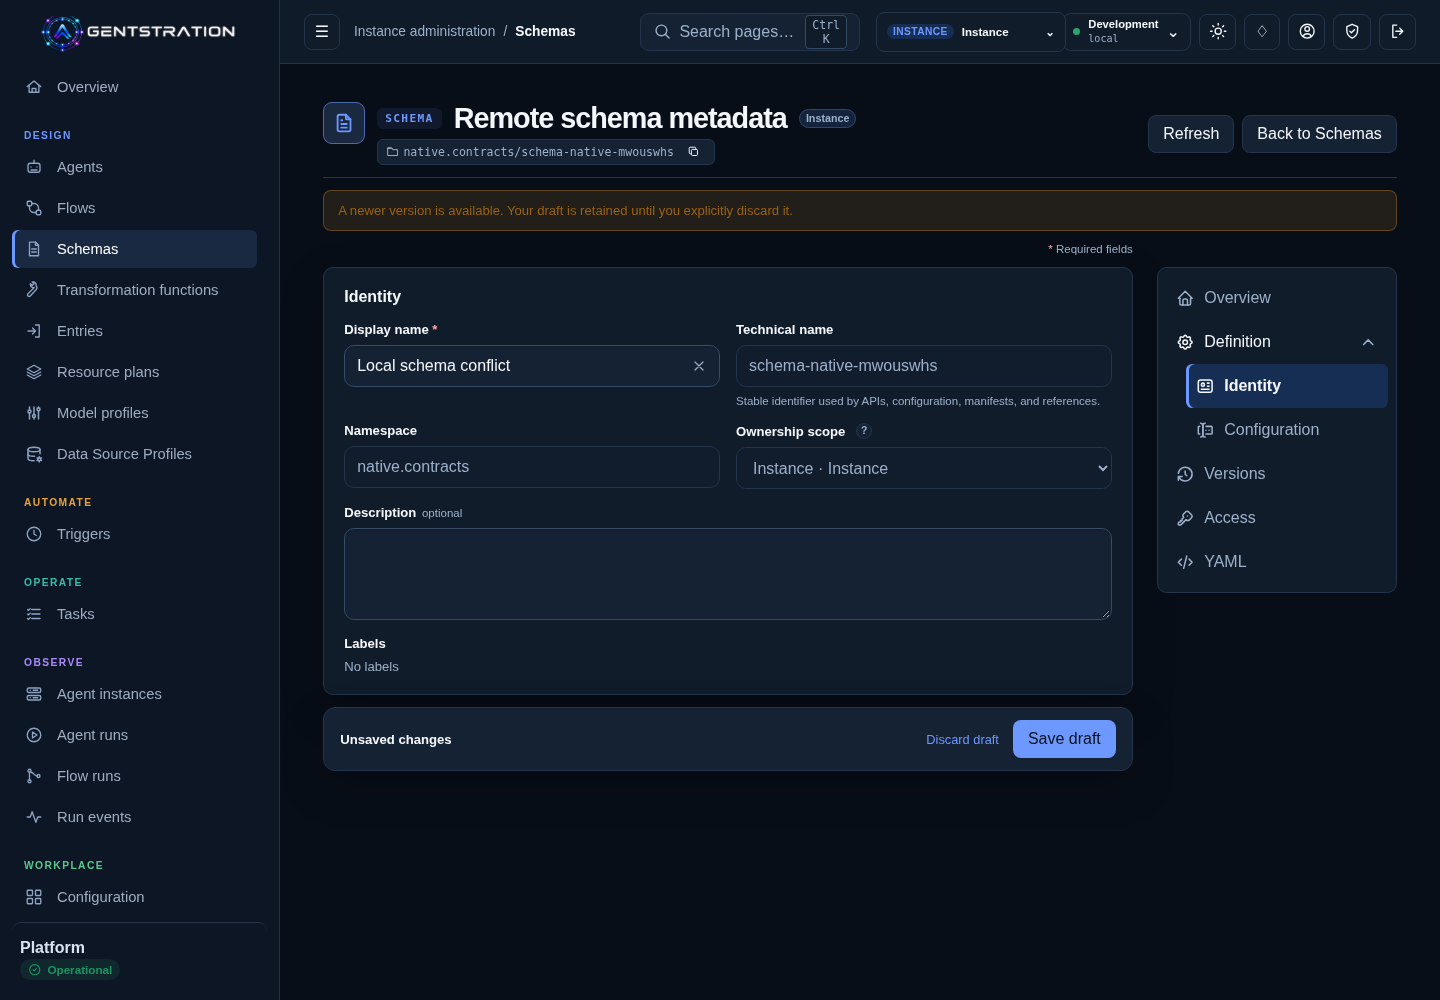 GENTSTRATION
Overview
DESIGN
Agents
Flows
Schemas
Transformation functions
Entries
Resource plans
Model profiles
Data Source Profiles
AUTOMATE
Triggers
OPERATE
Tasks
OBSERVE
Agent instances
Agent runs
Flow runs
Run events
WORKPLACE
Configuration
Platform
Operational
Instance administration / Schemas
Search pages… Ctrl K
INSTANCE Instance
Development
local
SCHEMA Remote schema metadata Instance
native.contracts/schema-native-mwouswhs
Refresh
Back to Schemas
A newer version is available. Your draft is retained until you explicitly discard it.
* Required fields
Identity
Display name *
Local schema conflict
Technical name
schema-native-mwouswhs
Stable identifier used by APIs, configuration, manifests, and references.
Namespace
native.contracts
Ownership scope ?
Instance · Instance
Description optional
Labels
No labels
Unsaved changes
Discard draft
Save draft
Overview
Definition
Identity
Configuration
Versions
Access
YAML